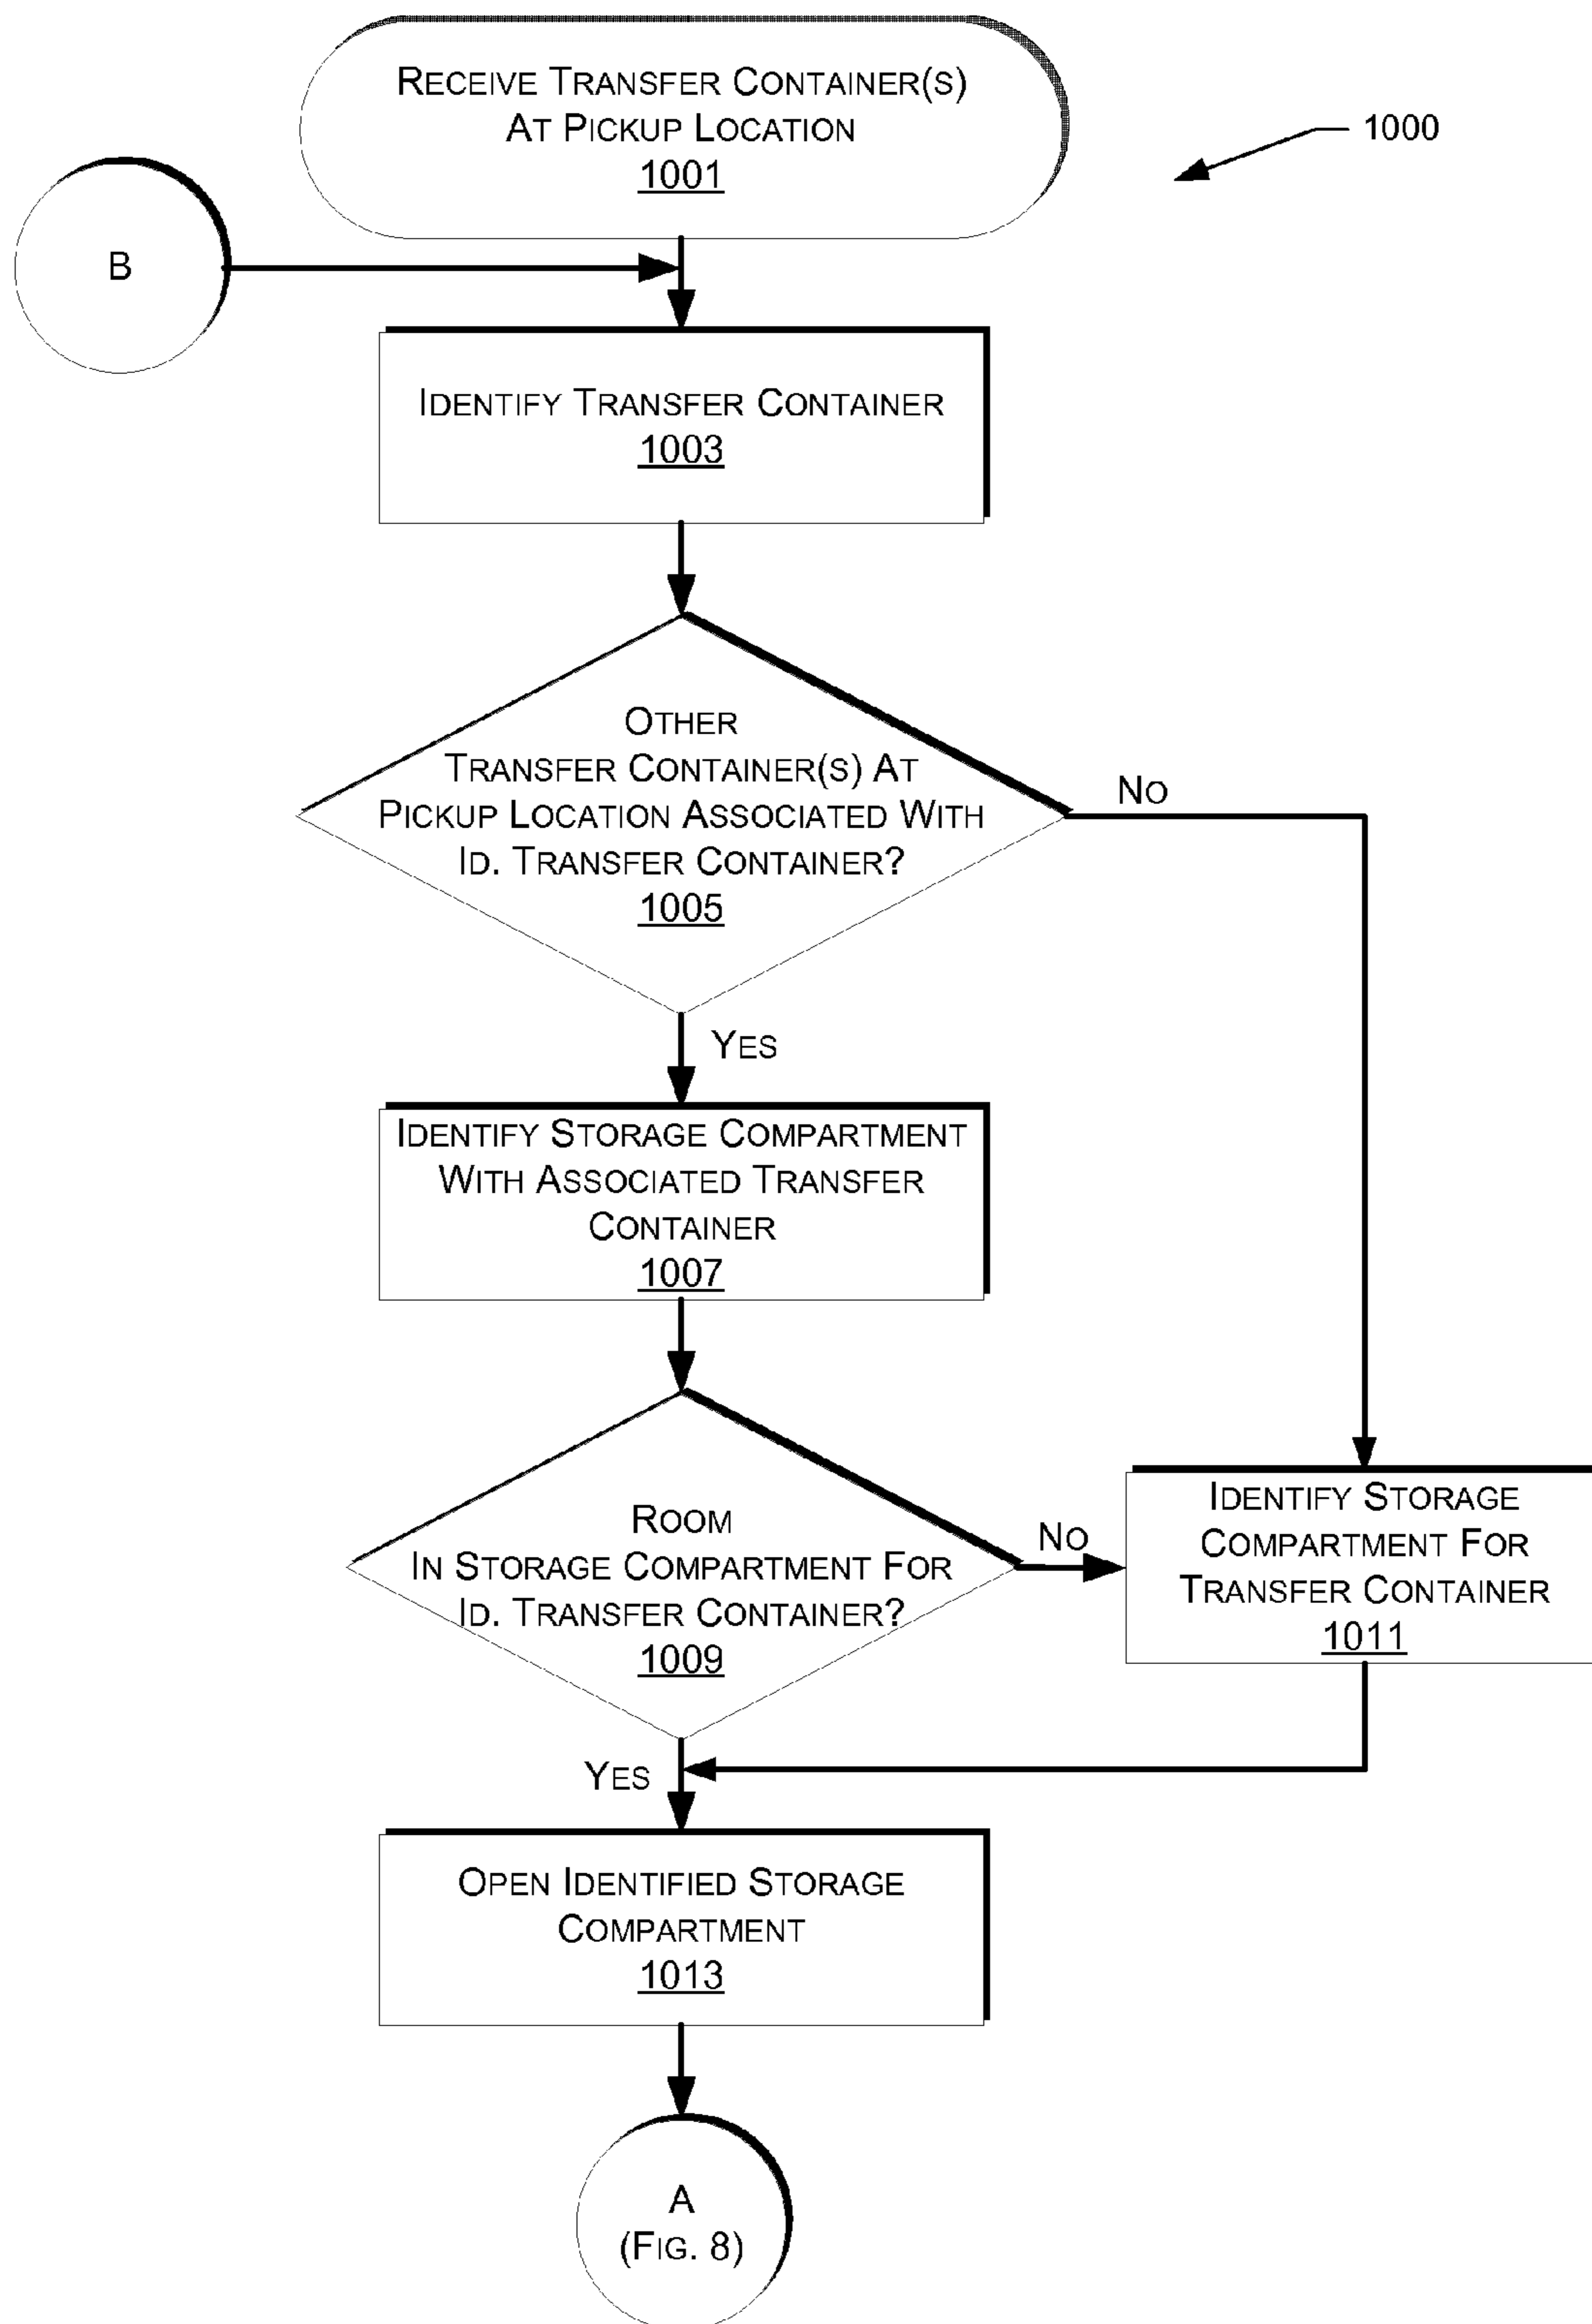 RECEIVE TRANSFER CONTAINER(S)
AT PICKUP LOCATION
1001
1000
B
IDENTIFY TRANSFER CONTAINER
1003
OTHER
TRANSFER CONTAINER(S) AT
PICKUP LOCATION ASSOCIATED WITH
ID. TRANSFER CONTAINER?
1005
NO
YES
IDENTIFY STORAGE COMPARTMENT
WITH ASSOCIATED TRANSFER
CONTAINER
1007
ROOM
IN STORAGE COMPARTMENT FOR
ID. TRANSFER CONTAINER?
1009
NO
IDENTIFY STORAGE
COMPARTMENT FOR
TRANSFER CONTAINER
1011
YES
OPEN IDENTIFIED STORAGE
COMPARTMENT
1013
A
(FIG. 8)